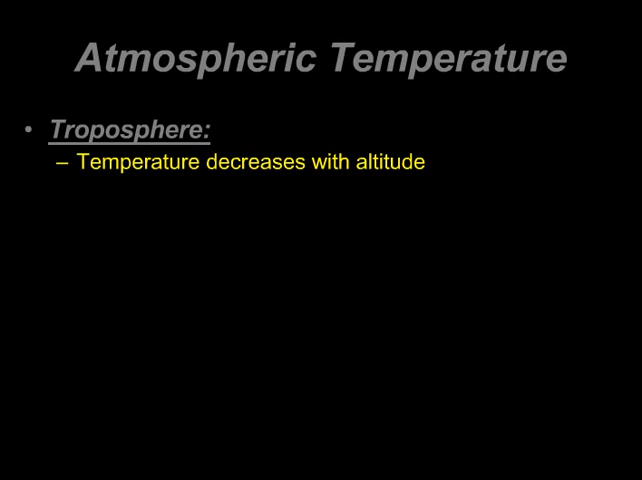 Atmospheric Temperature
• Troposphere:
– Temperature decreases with altitude